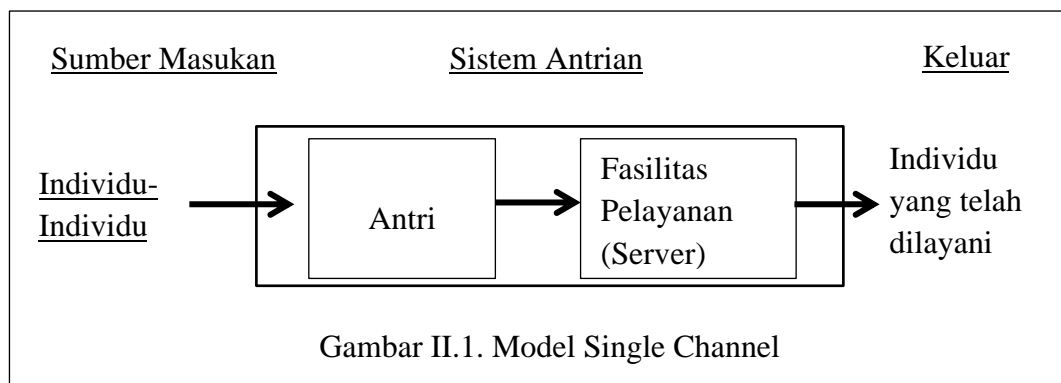 Sumber Masukan
Sistem Antrian
Keluar
Individu-
Individu
Antri
Fasilitas
Pelayanan
(Server)
Individu
yang telah
dilayani
Gambar II.1. Model Single Channel